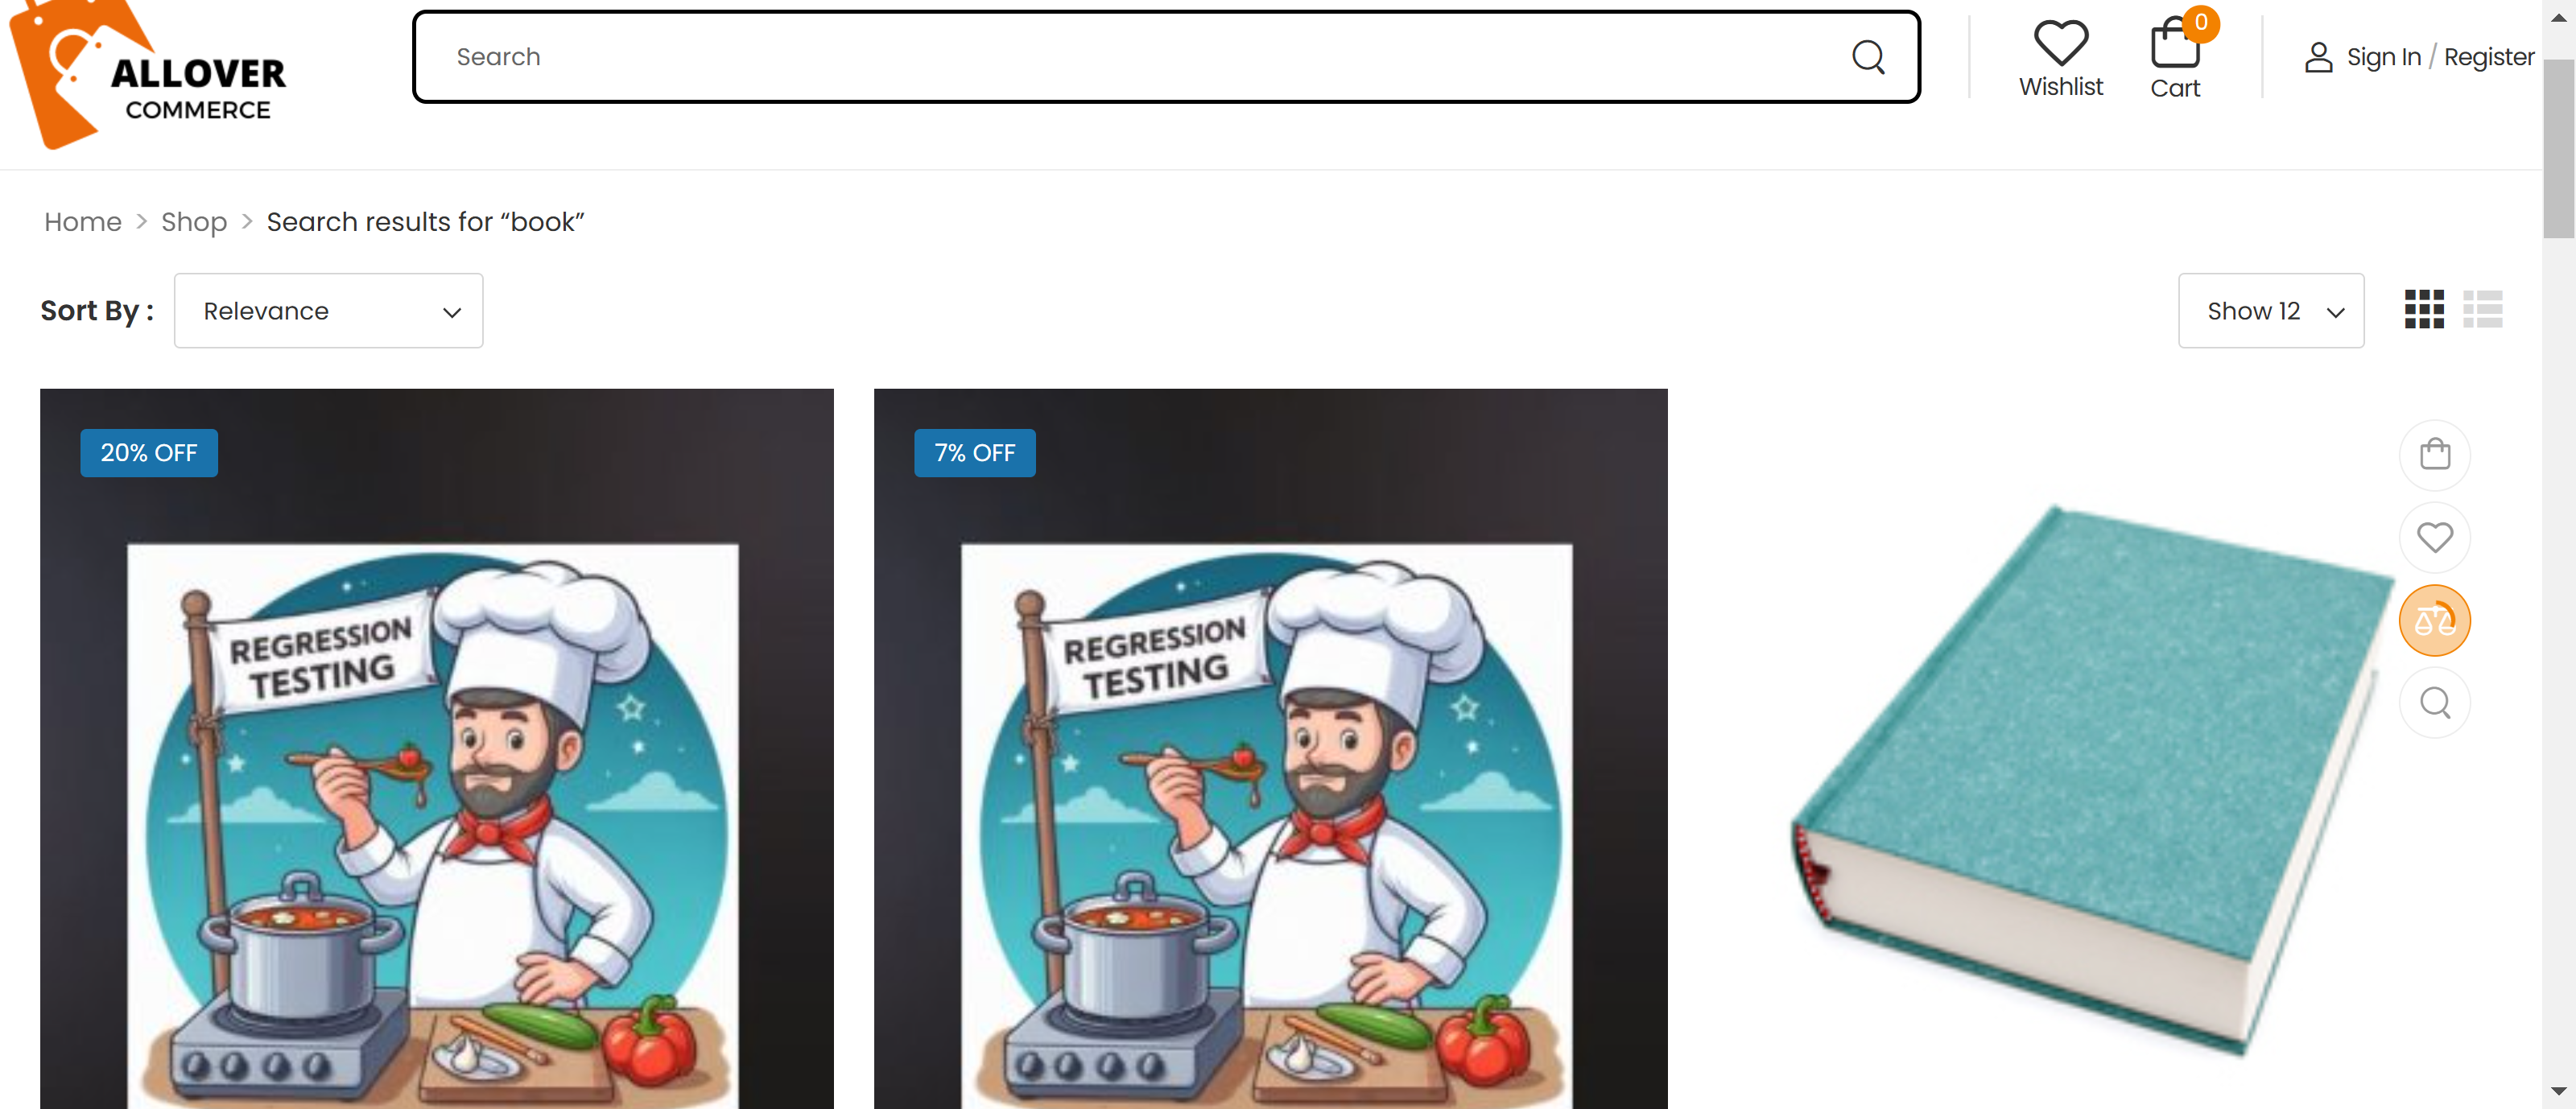 ALLOVER
COMMERCE
Search
Wishlist
0
Cart
Sign In / Register
Home > Shop > Search results for “book”
Sort By :
Relevance
Show 12
20% OFF
REGRESSION
TESTING
7% OFF
REGRESSION
TESTING